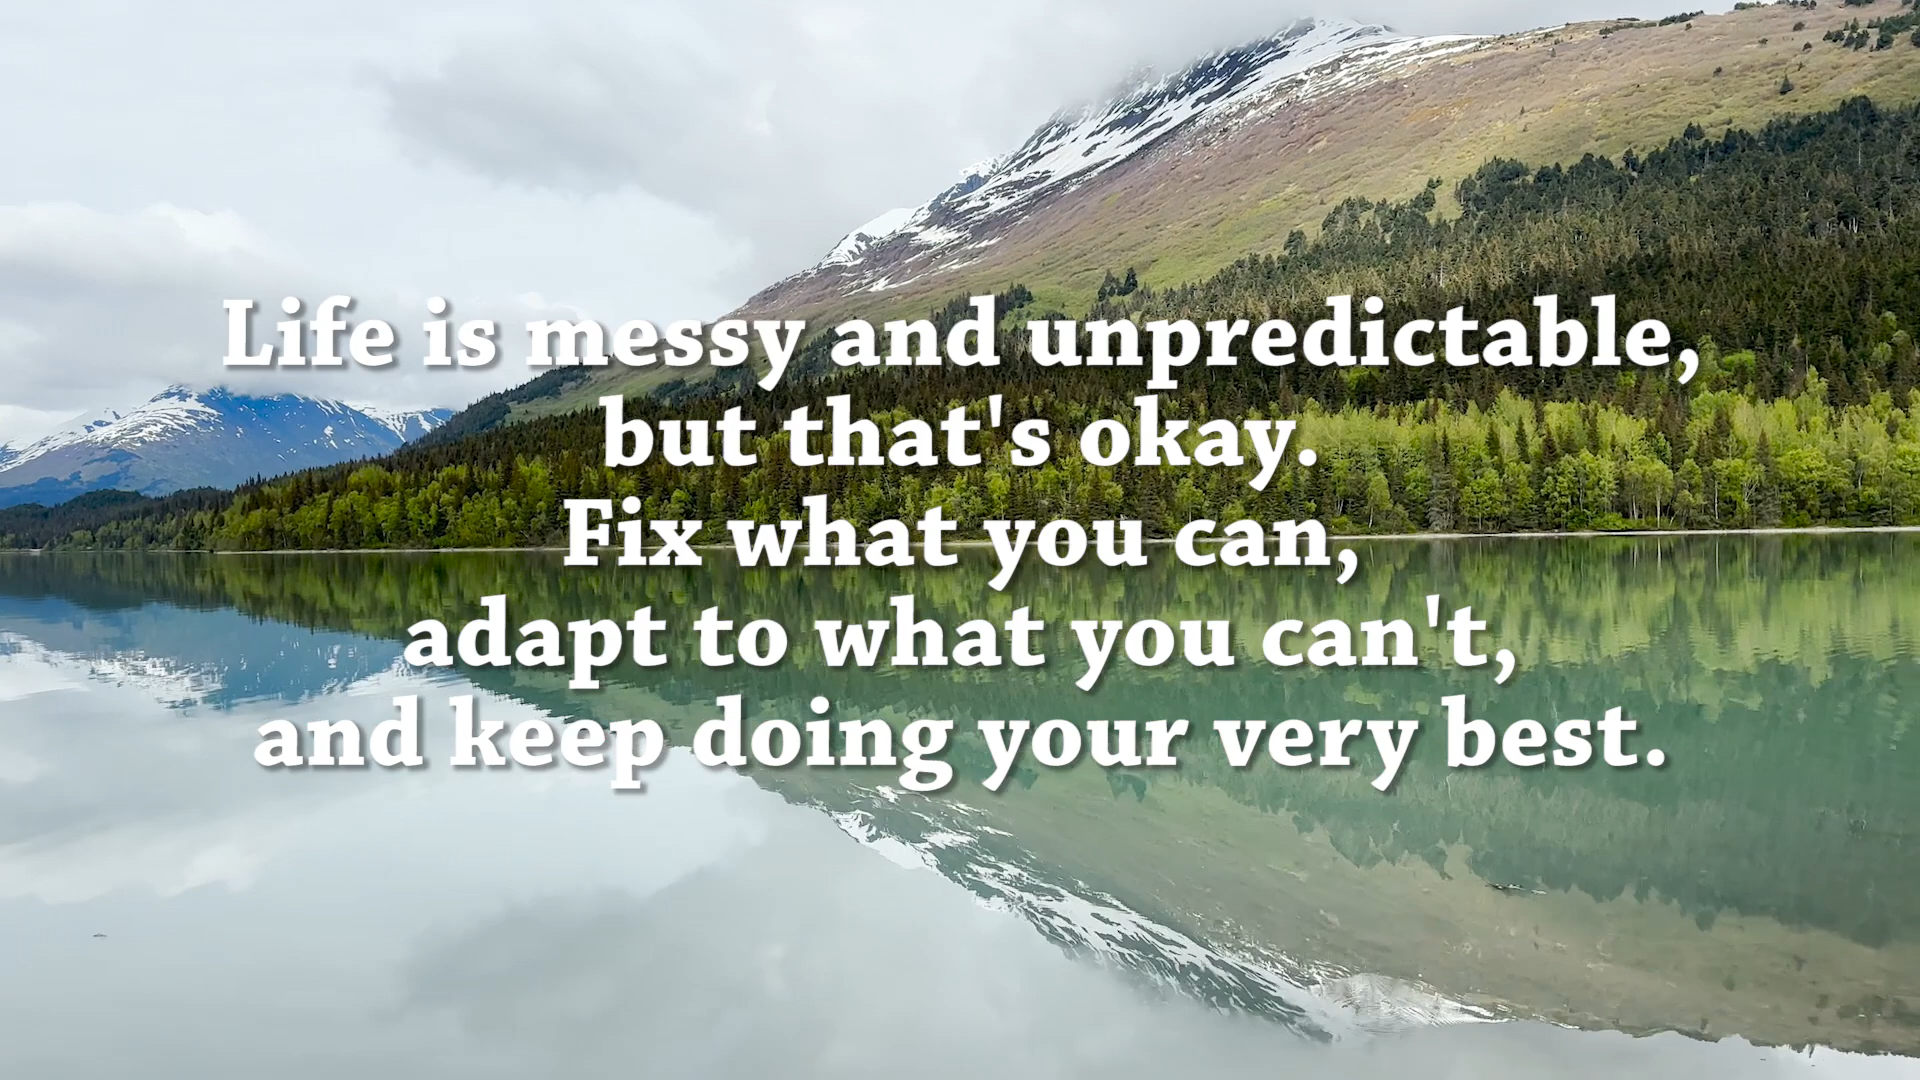 Life is messy and unpredictable,
but that's okay.
Fix what you can,
adapt to what you can't,
and keep doing your very best.